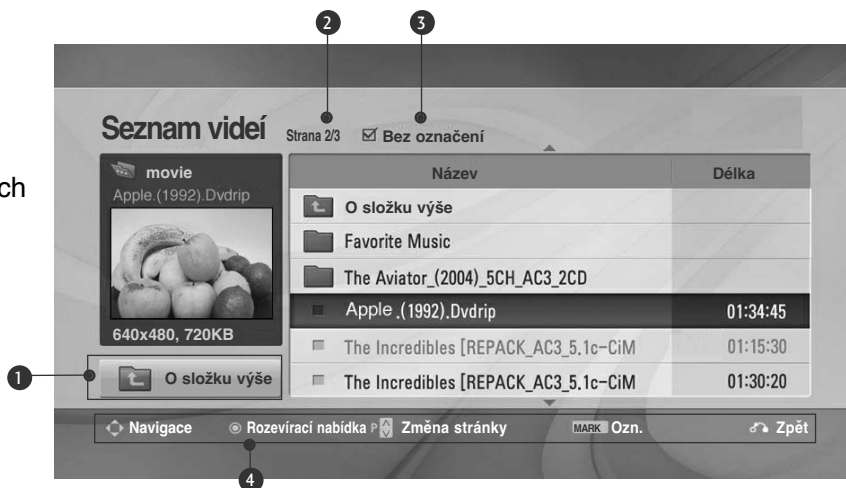 2 3
Seznam videí Strana 2/3 Bez označení
movie
Apple.(1992).Dvdrip
640x480, 720KB
ch
Název Délka
O složku výše
Favorite Music
The Aviator_(2004)_5CH_AC3_2CD
Apple.(1992).Dvdrip 01:34:45
The Incredibles [REPACK_AC3_5.1c-CiM 01:15:30
The Incredibles [REPACK_AC3_5.1c-CiM 01:30:20
1 O složku výše
Navigace Rozevírací nabídka P Změna stránky MARK Ozn. Zpět
4